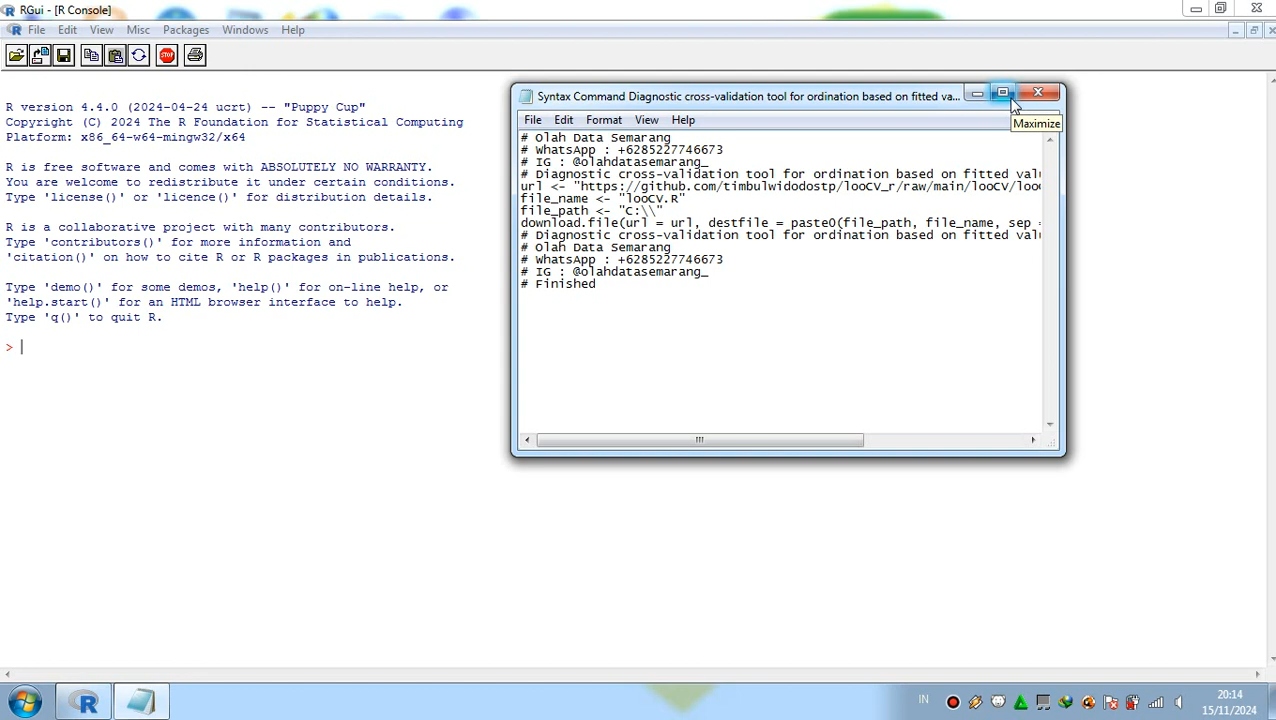 RGui - [R Console]
File Edit View Misc Packages Windows Help
STOP
R version 4.4.0 (2024-04-24 ucrt) -- "Puppy Cup"
Copyright (C) 2024 The R Foundation for Statistical Computing
Platform: x86_64-w64-mingw32/x64
R is free software and comes with ABSOLUTELY NO WARRANTY.
You are welcome to redistribute it under certain conditions.
Type 'license()' or 'licence()' for distribution details.
R is a collaborative project with many contributors.
Type 'contributors()' for more information and
'citation()' on how to cite R or R packages in publications.
Type 'demo()' for some demos, 'help()' for on-line help, or
'help.start()' for an HTML browser interface to help.
Type 'q()' to quit R.
>
Syntax Command Diagnostic cross-validation tool for ordination based on fitted va...
Maximize
File Edit Format View Help
# Olah Data Semarang
# WhatsApp : +6285227746673
# IG : @olahdatasemarang_
# Diagnostic cross-validation tool for ordination based on fitted val
url <- "https://github.com/timbulwidodostp/looCV_r/raw/main/looCV/loo
file_name <- "looCV.R"
file_path <- "C:\\"
download.file(url = url, destfile = paste0(file_path, file_name, sep =
# Diagnostic cross-validation tool for ordination based on fitted val
# Olah Data Semarang
# WhatsApp : +6285227746673
# IG : @olahdatasemarang_
# Finished
IN
20:14
15/11/2024